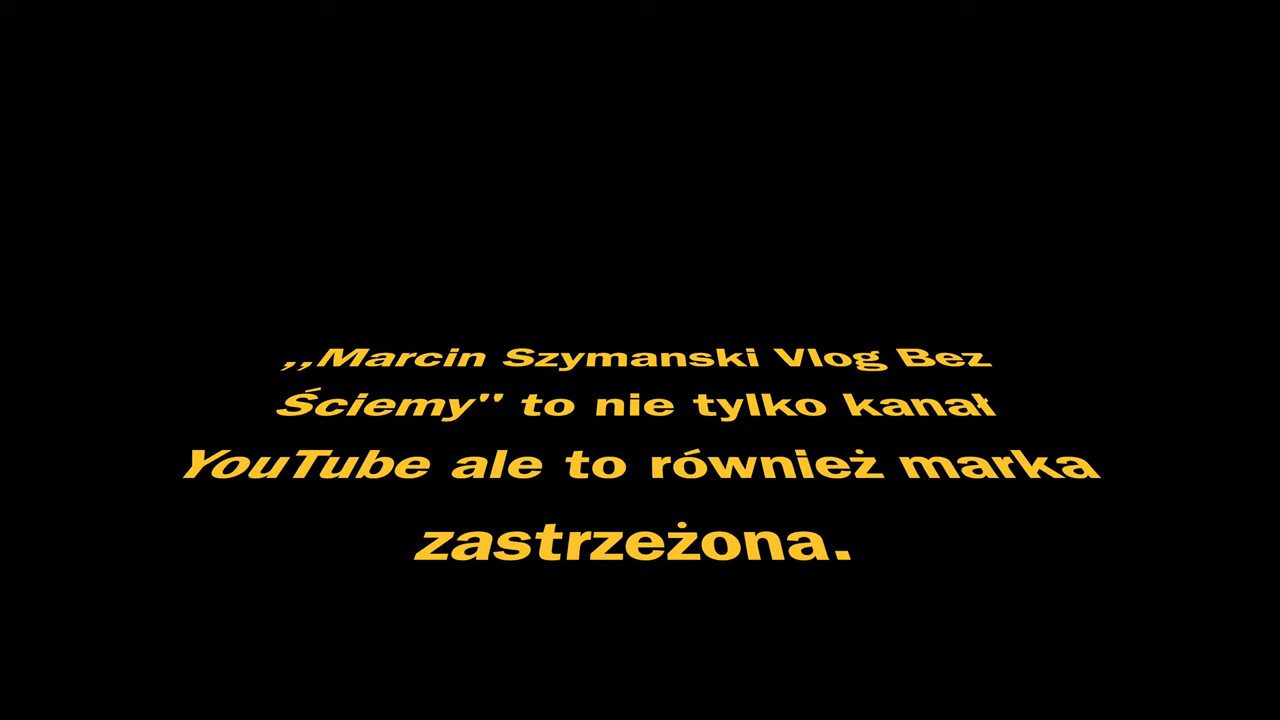 ,,Marcin Szymanski Vlog Bez
Ściemy" to nie tylko kanał
YouTube ale to również marka
zastrzeżona.